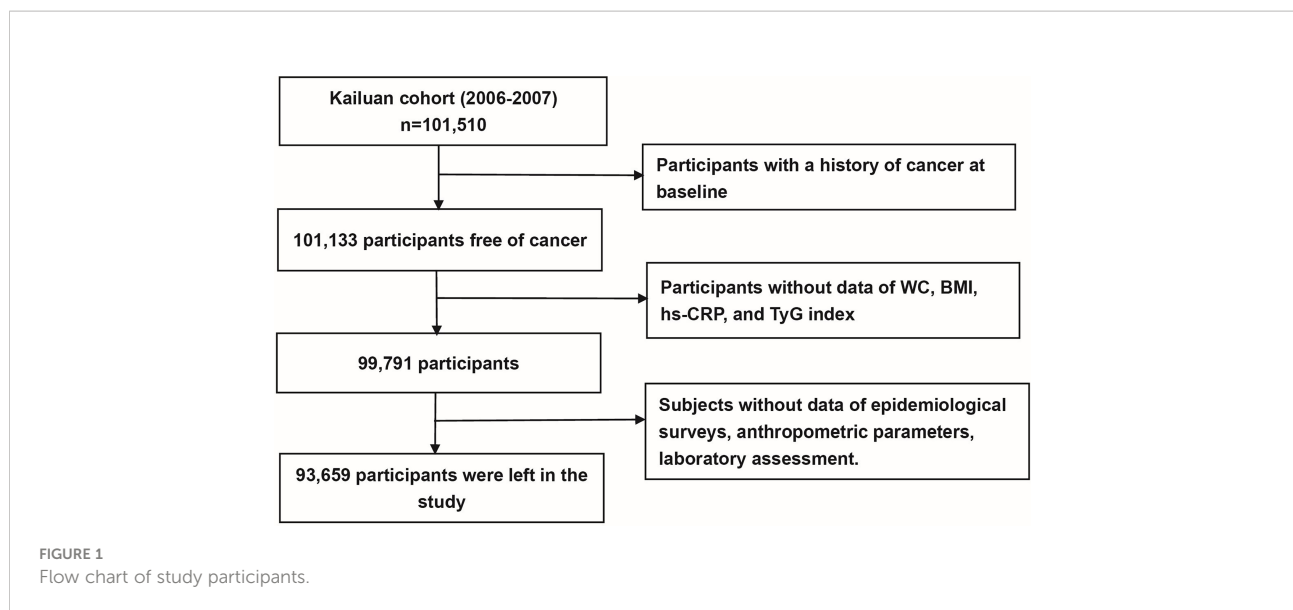 Kailuan cohort (2006-2007)
n=101,510
Participants with a history of cancer at
baseline
101,133 participants free of cancer
Participants without data of WC, BMI,
hs-CRP, and TyG index
99,791 participants
Subjects without data of epidemiological
surveys, anthropometric parameters,
laboratory assessment.
93,659 participants were left in the
study
FIGURE 1
Flow chart of study participants.